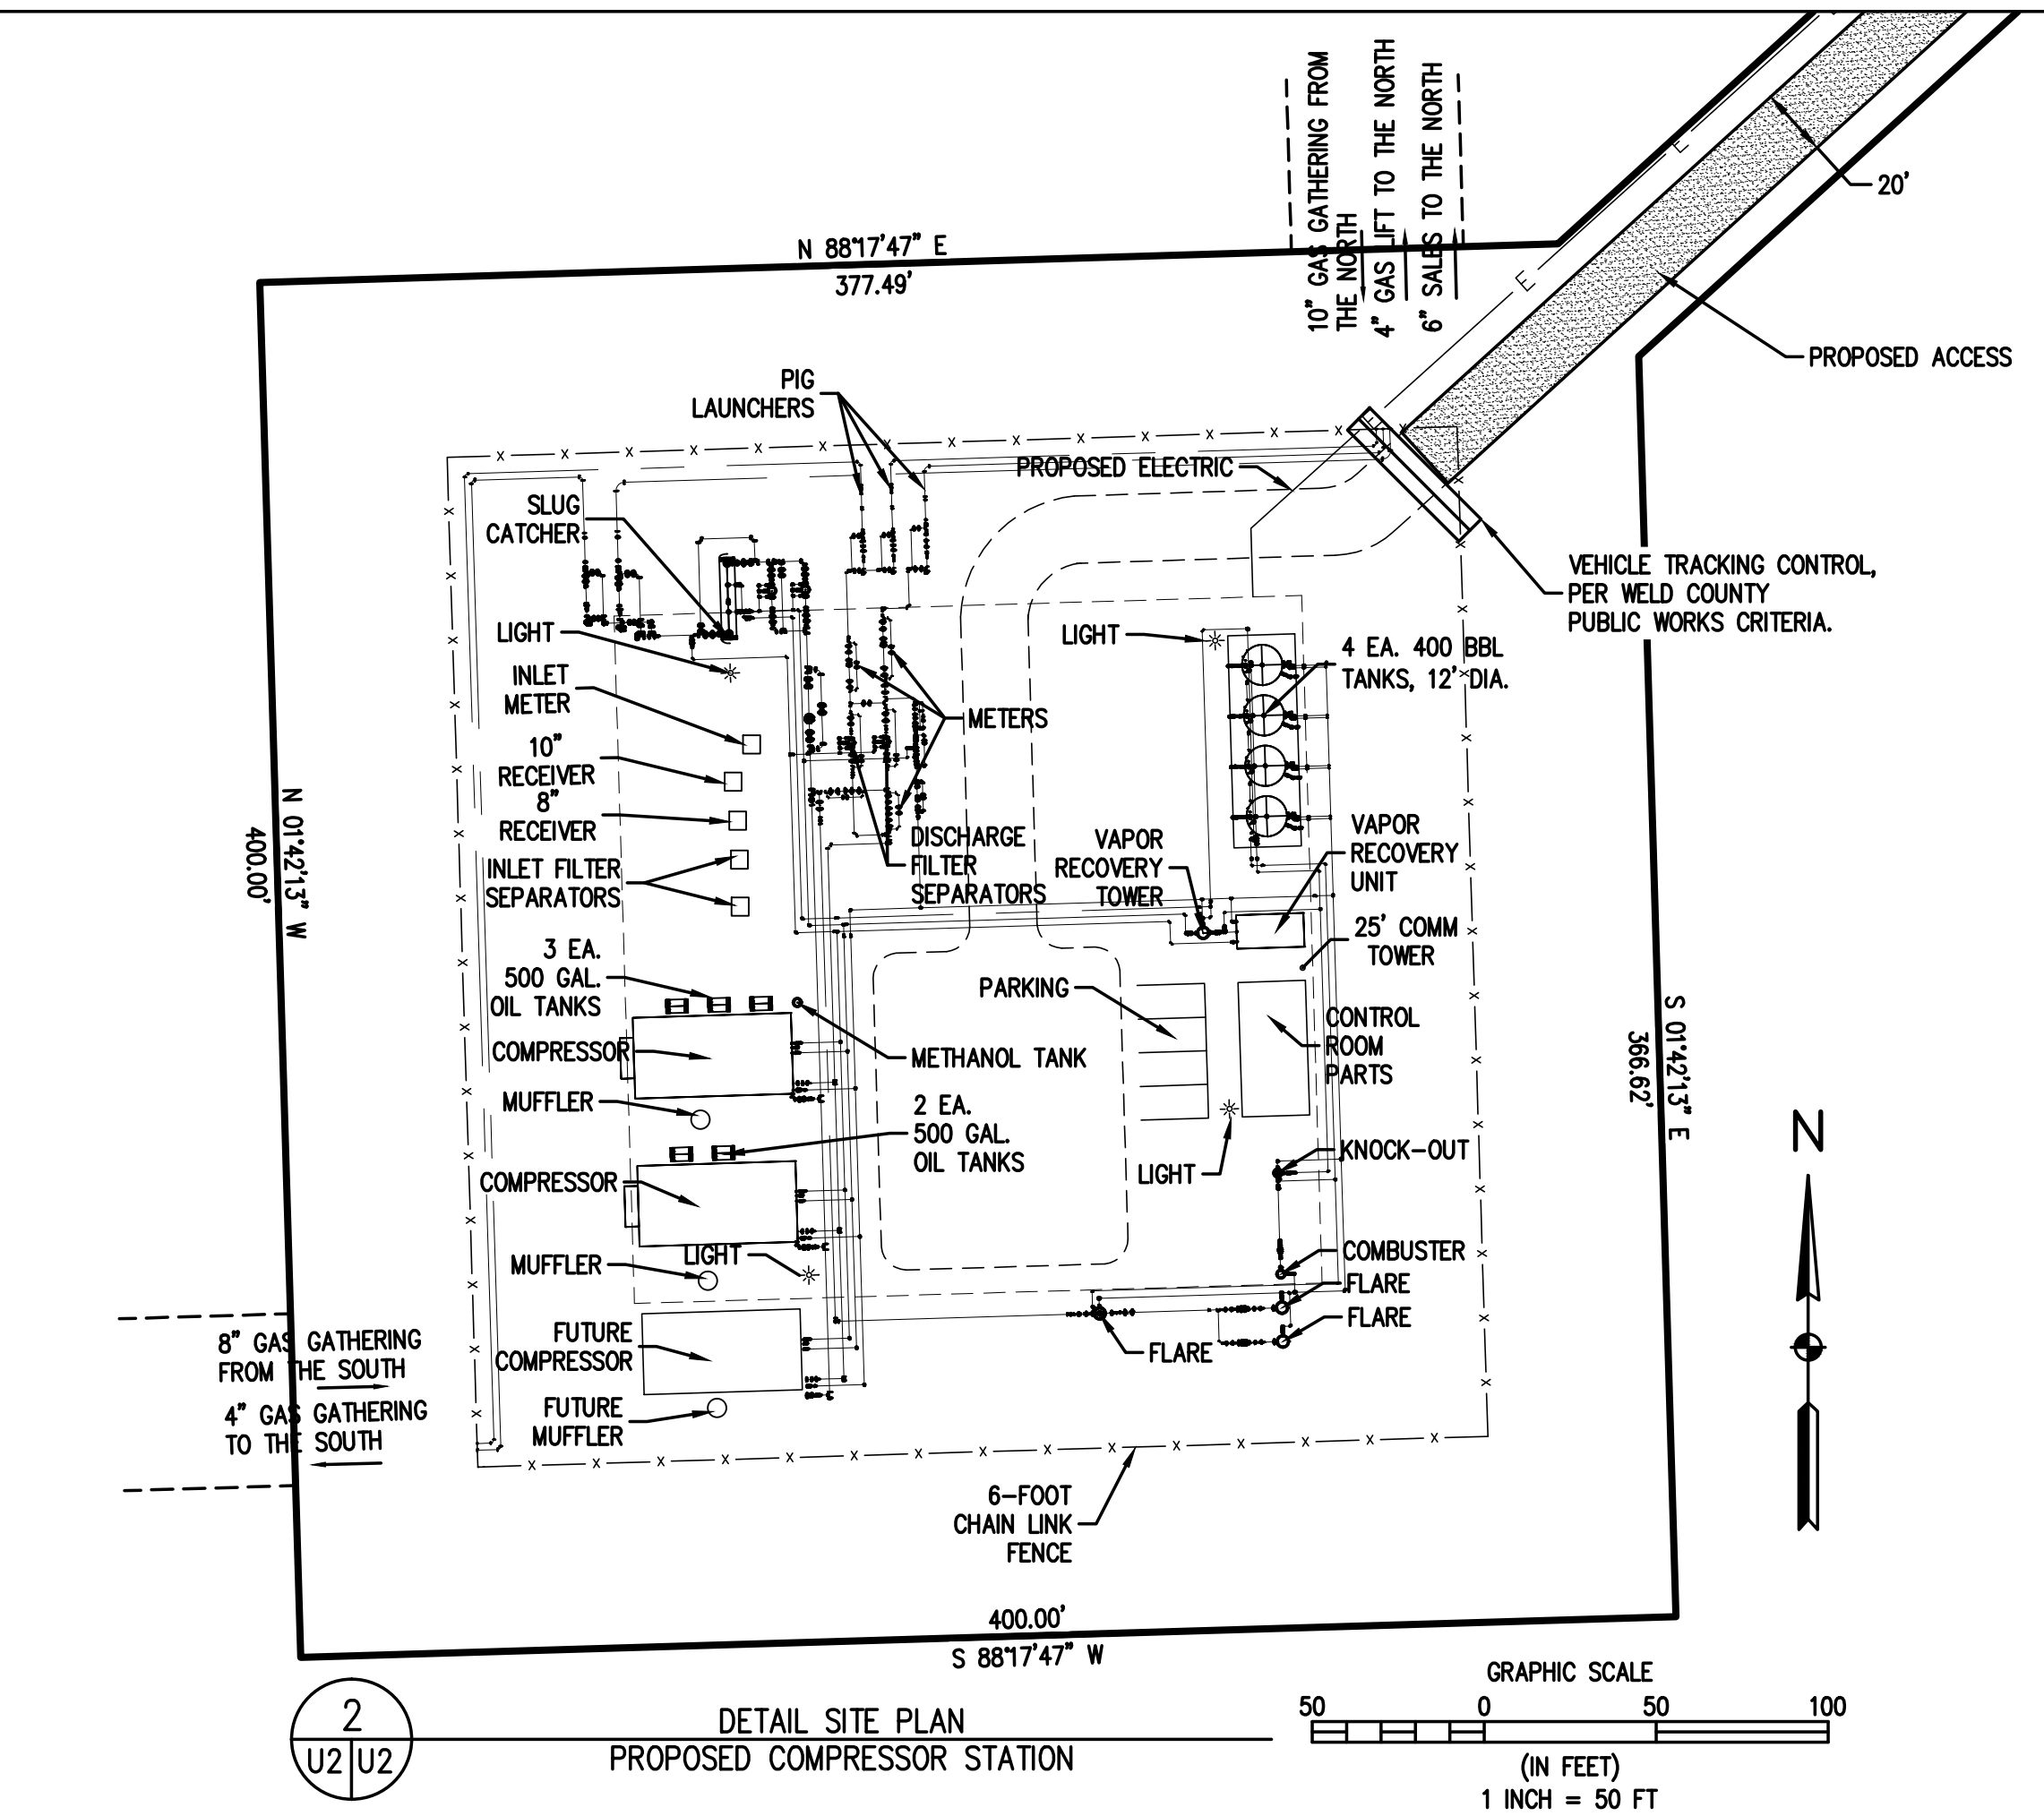 10" GAS GATHERING FROM
THE NORTH
4" GAS LIFT TO THE NORTH
6" SALES TO THE NORTH
20'
N 88°17'47" E
377.49'
E
E
E
PROPOSED ACCESS
PIG
LAUNCHERS
PROPOSED ELECTRIC
SLUG
CATCHER
VEHICLE TRACKING CONTROL,
PER WELD COUNTY
PUBLIC WORKS CRITERIA.
LIGHT
LIGHT
4 EA. 400 BBL
TANKS, 12' DIA.
INLET
METER
METERS
10"
RECEIVER
8"
RECEIVER
N 01°42'13" W
400.00'
DISCHARGE
FILTER
SEPARATORS
VAPOR
RECOVERY
TOWER
VAPOR
RECOVERY
UNIT
INLET FILTER
SEPARATORS
25' COMM
TOWER
3 EA.
500 GAL.
OIL TANKS
PARKING
CONTROL
ROOM
PARTS
S 01°42'13" E
366.62'
COMPRESSOR
METHANOL TANK
MUFFLER
2 EA.
500 GAL.
OIL TANKS
N
KNOCK-OUT
LIGHT
COMPRESSOR
LIGHT
MUFFLER
COMBUSTER
FLARE
FLARE
FLARE
8" GAS GATHERING
FROM THE SOUTH
4" GAS GATHERING
TO THE SOUTH
FUTURE
COMPRESSOR
FUTURE
MUFFLER
6-FOOT
CHAIN LINK
FENCE
400.00'
S 88°17'47" W
2
U2 U2
DETAIL SITE PLAN
PROPOSED COMPRESSOR STATION
GRAPHIC SCALE
50 0 50 100
(IN FEET)
1 INCH = 50 FT